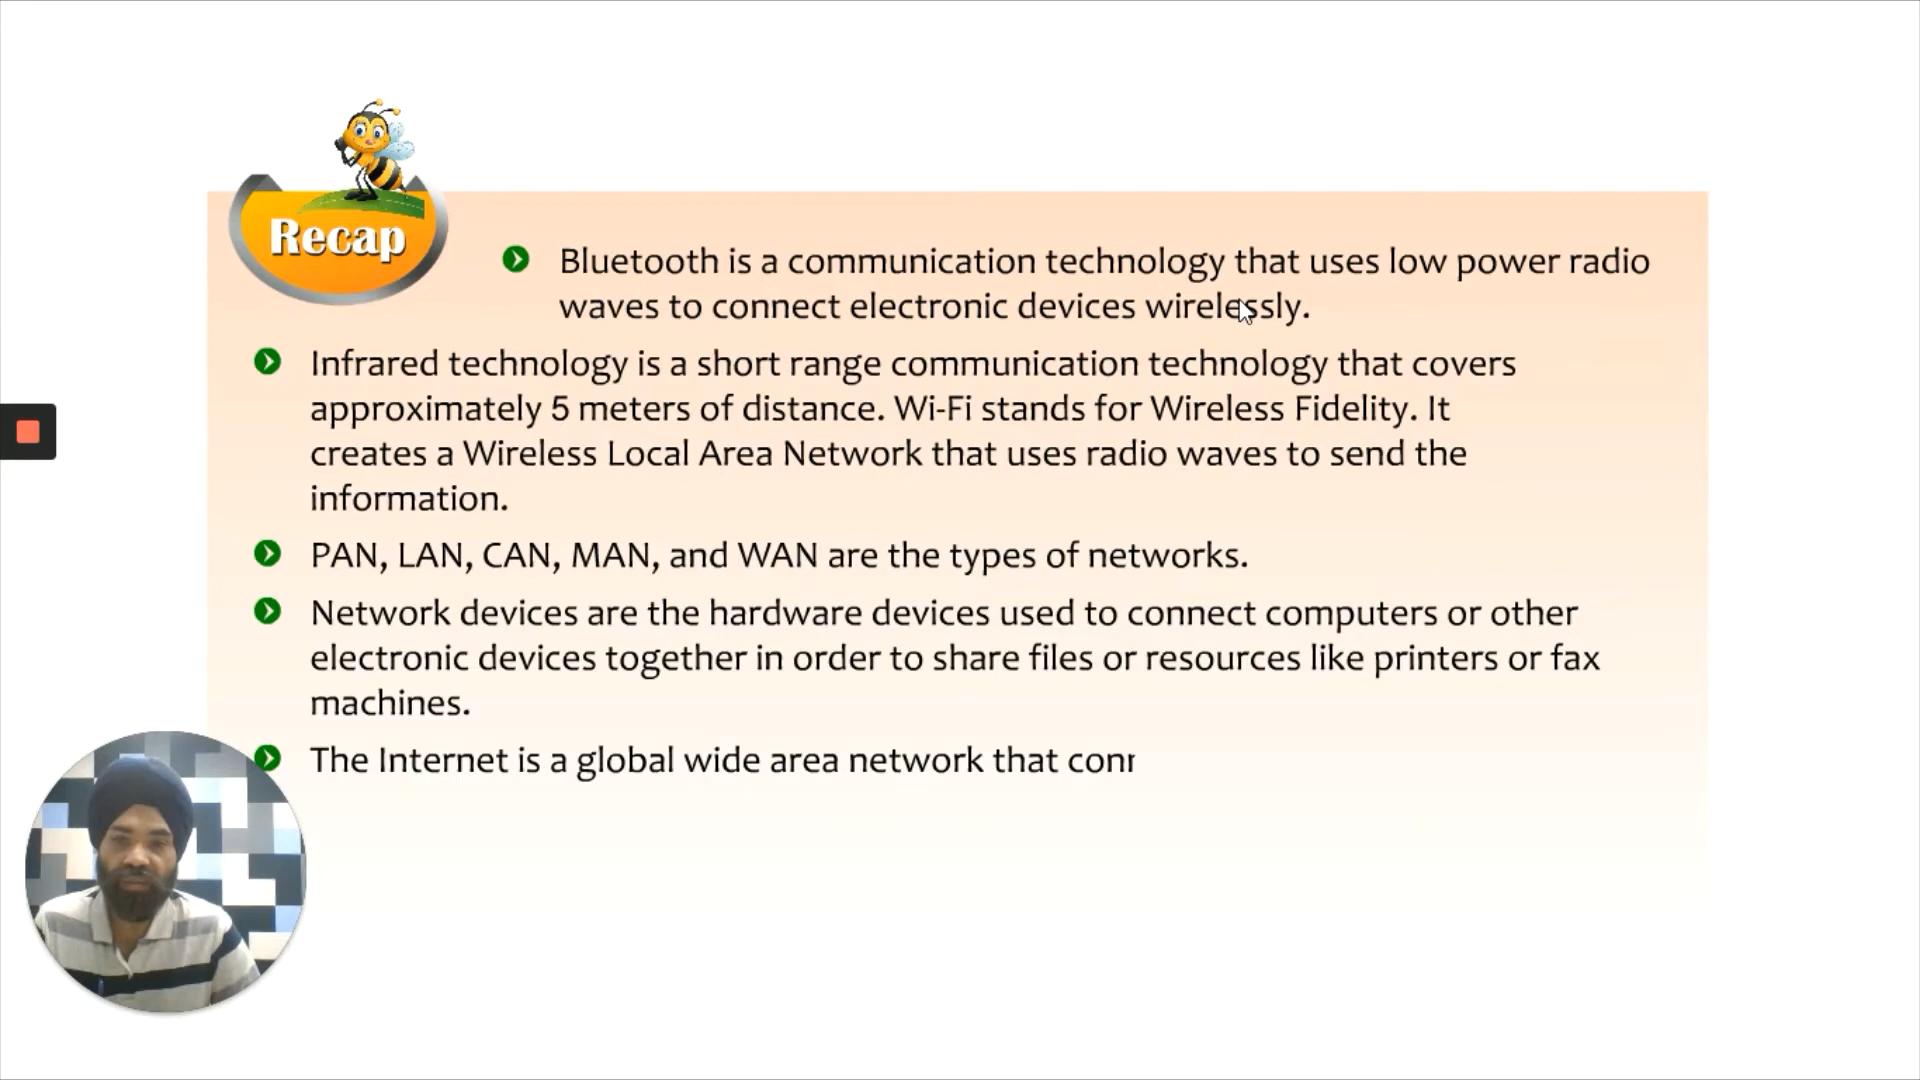 Recap
Bluetooth is a communication technology that uses low power radio
waves to connect electronic devices wirelessly.
Infrared technology is a short range communication technology that covers
approximately 5 meters of distance. Wi-Fi stands for Wireless Fidelity. It
creates a Wireless Local Area Network that uses radio waves to send the
information.
PAN, LAN, CAN, MAN, and WAN are the types of networks.
Network devices are the hardware devices used to connect computers or other
electronic devices together in order to share files or resources like printers or fax
machines.
The Internet is a global wide area network that